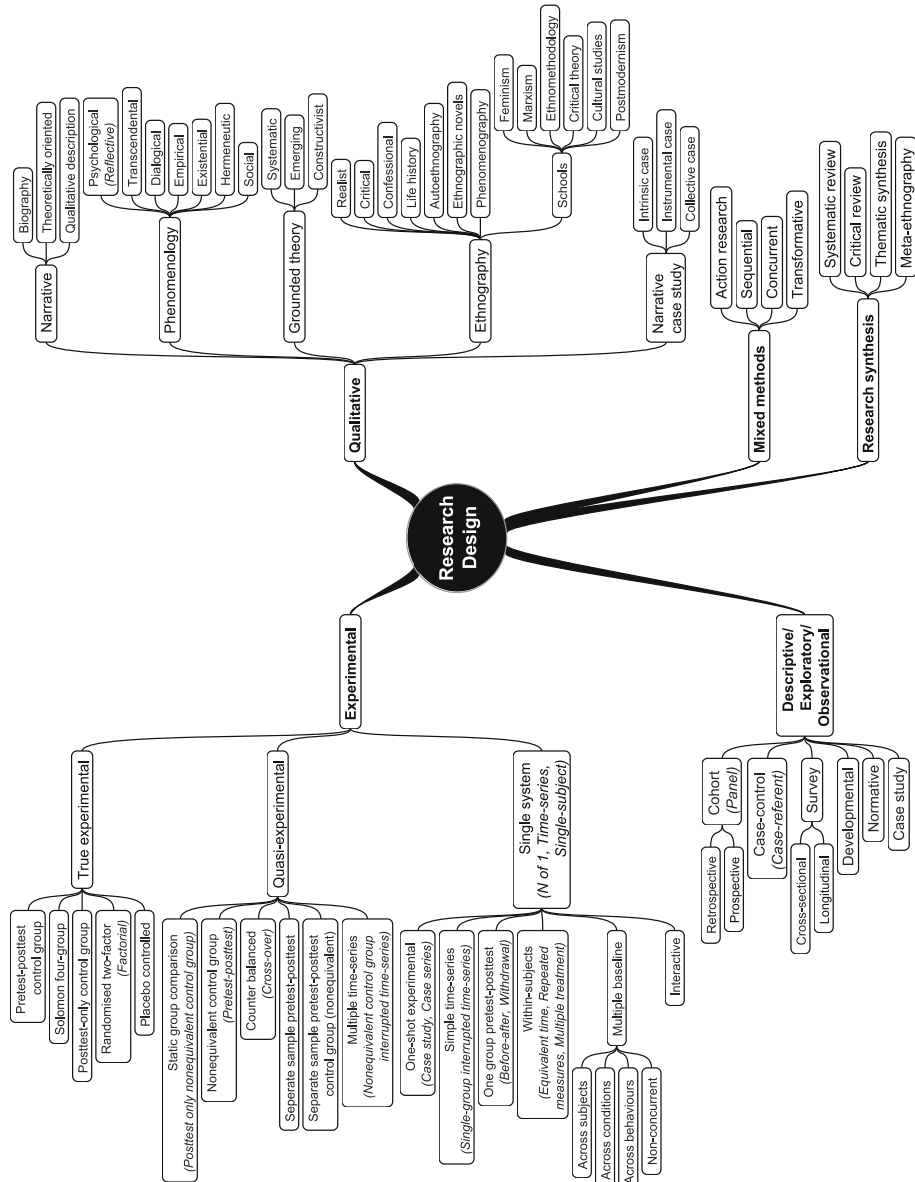 Research
Design
Experimental
True experimental
Pretest-posttest
control group
Solomon four-group
Posttest-only control group
Randomised two-factor
(Factorial)
Placebo controlled
Quasi-experimental
Static group comparison
(Posttest only nonequivalent control group)
Nonequivalent control group
(Pretest-posttest)
Counter balanced
(Cross-over)
Seperate sample pretest-posttest
Separate sample pretest-posttest
control group (nonequivalent)
Multiple time-series
(Nonequivalent control group
interrupted time-series)
Single system
(N of 1, Time-series,
Single-subject)
One-shot experimental
(Case study, Case series)
Simple time-series
(Single-group interrupted time-series)
One group pretest-posttest
(Before-after, Withdrawal)
Within-subjects
(Equivalent time, Repeated
measures, Multiple treatment)
Multiple baseline
Across subjects
Across conditions
Across behaviours
Non-concurrent
Interactive
Descriptive/
Exploratory/
Observational
Cohort
(Panel)
Retrospective
Prospective
Case-control
(Case-referent)
Survey
Cross-sectional
Longitudinal
Developmental
Normative
Case study
Qualitative
Narrative
Biography
Theoretically oriented
Qualitative description
Phenomenology
Psychological
(Reflective)
Transcendental
Dialogical
Empirical
Existential
Hermeneutic
Social
Grounded theory
Systematic
Emerging
Constructivist
Ethnography
Realist
Critical
Confessional
Life history
Autoethnography
Ethnographic novels
Phenomenography
Schools
Feminism
Marxism
Ethnomethodology
Critical theory
Cultural studies
Postmodernism
Narrative
case study
Intrinsic case
Instrumental case
Collective case
Mixed methods
Action research
Sequential
Concurrent
Transformative
Research synthesis
Systematic review
Critical review
Thematic synthesis
Meta-ethnography